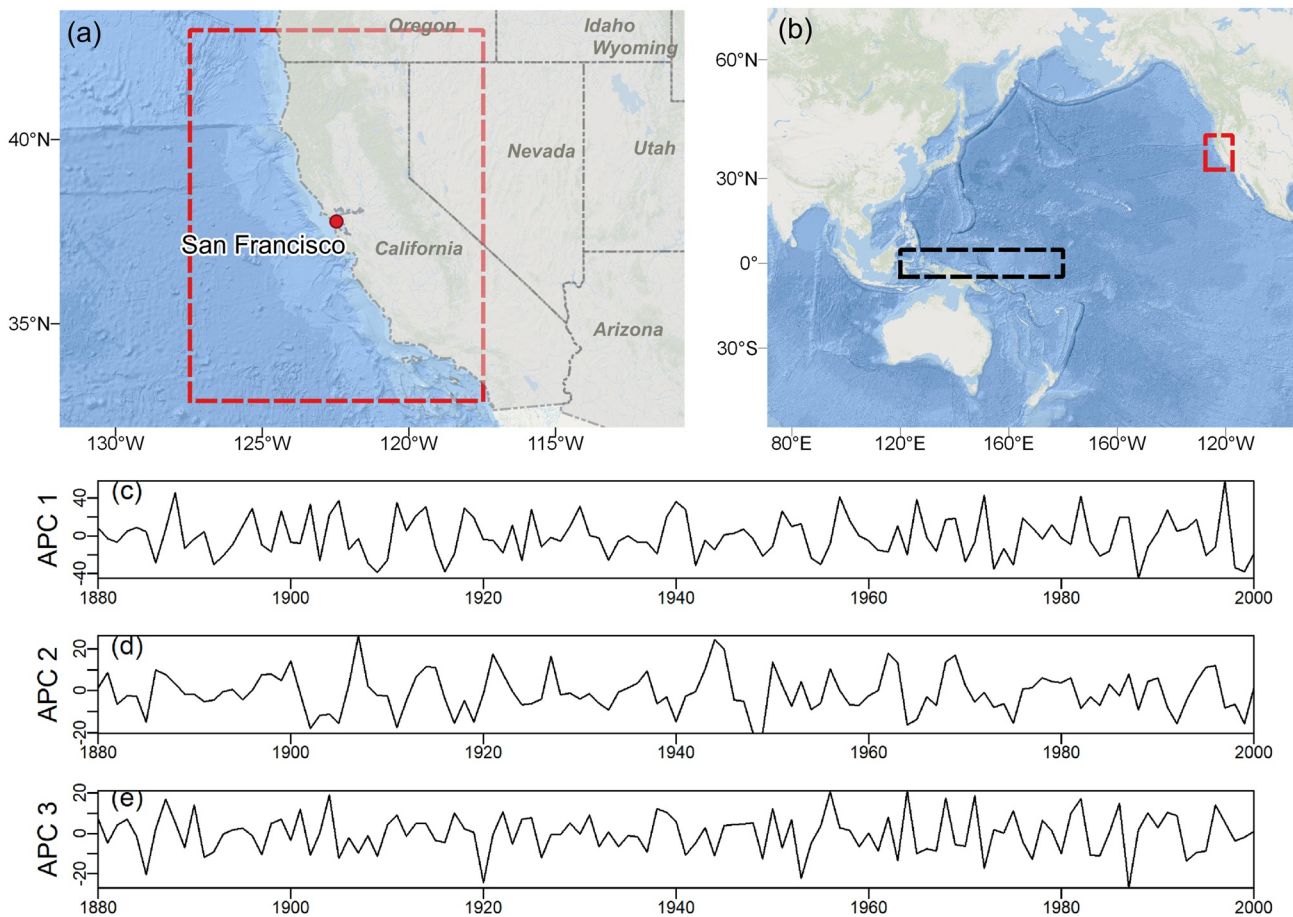 (a)
Oregon
Idaho
Wyoming
Nevada
Utah
California
Arizona
San Francisco
40°N
35°N
130°W 125°W 120°W 115°W
(b)
60°N
30°N
0°
30°S
80°E 120°E 160°E 160°W 120°W
APC 1
(c)
40
0
-40
1880 1900 1920 1940 1960 1980 2000
APC 2
(d)
20
0
-20
1880 1900 1920 1940 1960 1980 2000
APC 3
(e)
20
0
-20
1880 1900 1920 1940 1960 1980 2000